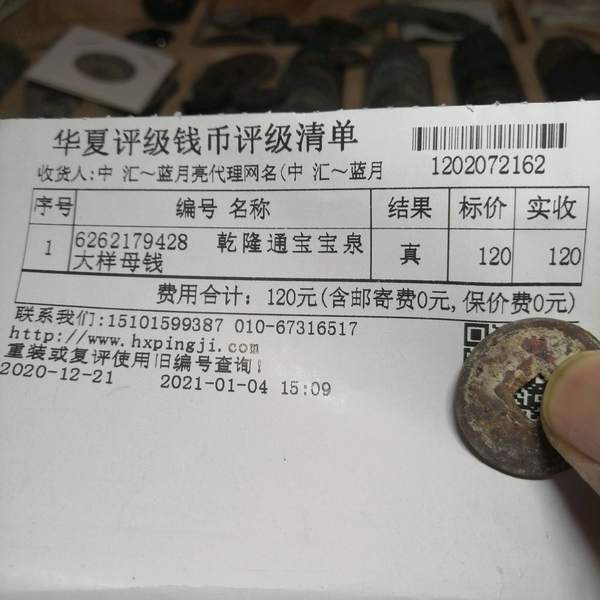 华夏评级钱币评级清单
1202072162
收货人:中 汇～蓝月亮代理网名(中 汇～蓝月
序号 编号 名称 结果 标价 实收
1 6262179428 乾隆通宝宝泉大样母钱 真 120 120
费用合计: 120元(含邮寄费0元,保价费0元)
联系我们:15101599387 010-67316517
http://www.hxpingji.com
重装或复评使用旧编号查询!
2020-12-21 2021-01-04 15:09